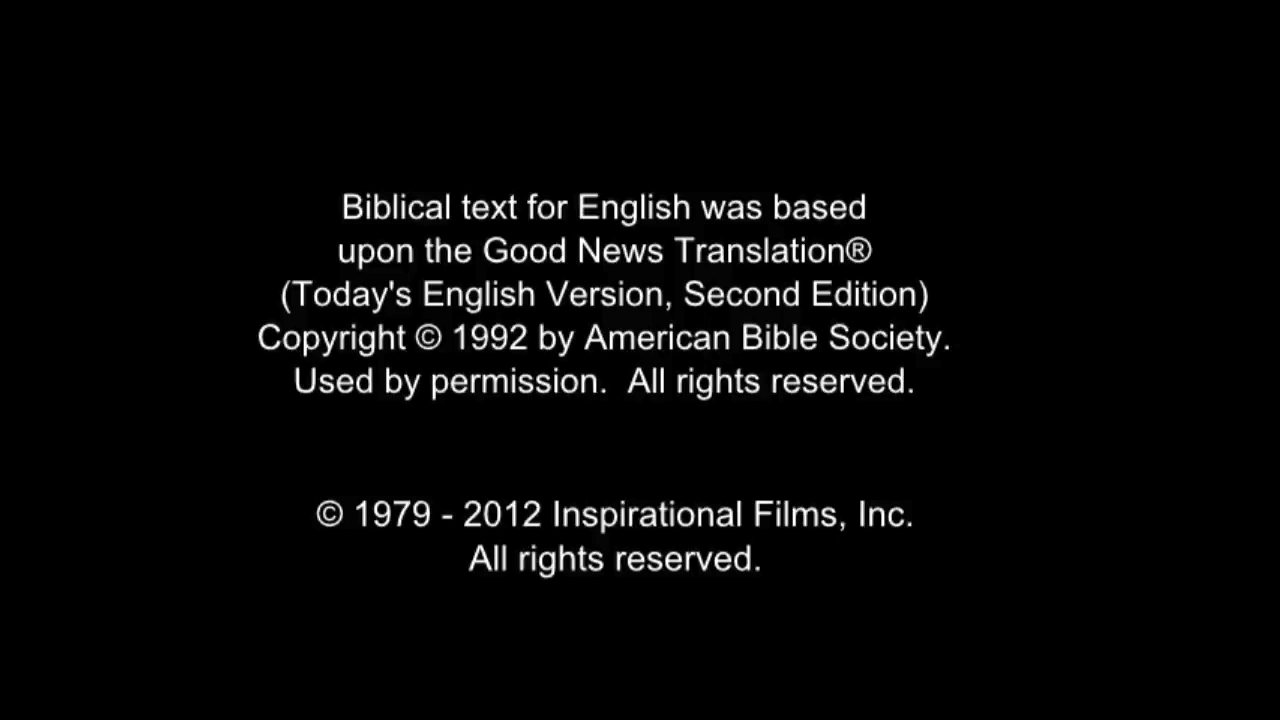 Biblical text for English was based
upon the Good News Translation®
(Today's English Version, Second Edition)
Copyright © 1992 by American Bible Society.
Used by permission.  All rights reserved.
© 1979 - 2012 Inspirational Films, Inc.
All rights reserved.